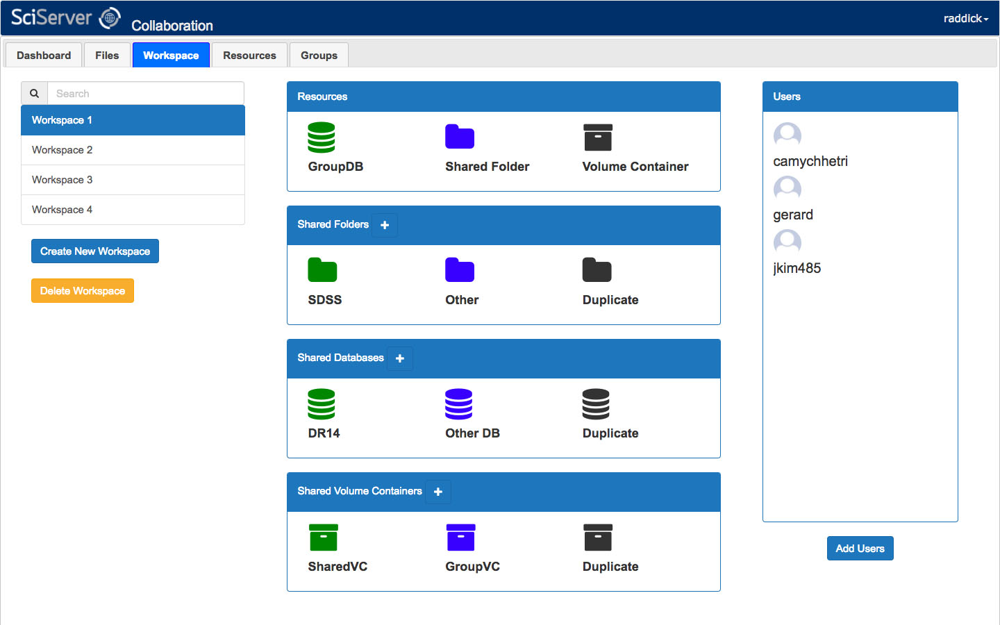 SciServer Collaboration raddick
Dashboard Files Workspace Resources Groups
Search
Workspace 1
Workspace 2
Workspace 3
Workspace 4
Create New Workspace
Delete Workspace
Resources
GroupDB Shared Folder Volume Container
Shared Folders +
SDSS Other Duplicate
Shared Databases +
DR14 Other DB Duplicate
Shared Volume Containers +
SharedVC GroupVC Duplicate
Users
camychhetri
gerard
jkim485
Add Users